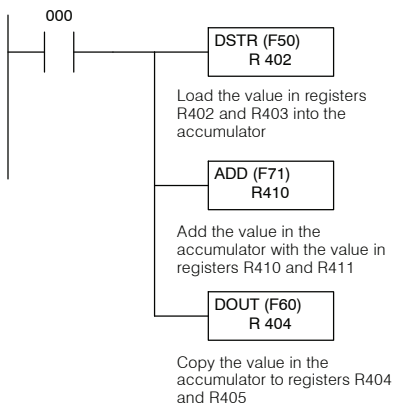 000
DSTR (F50)
R 402
Load the value in registers
R402 and R403 into the
accumulator
ADD (F71)
R410
Add the value in the
accumulator with the value in
registers R410 and R411
DOUT (F60)
R 404
Copy the value in the
accumulator to registers R404
and R405